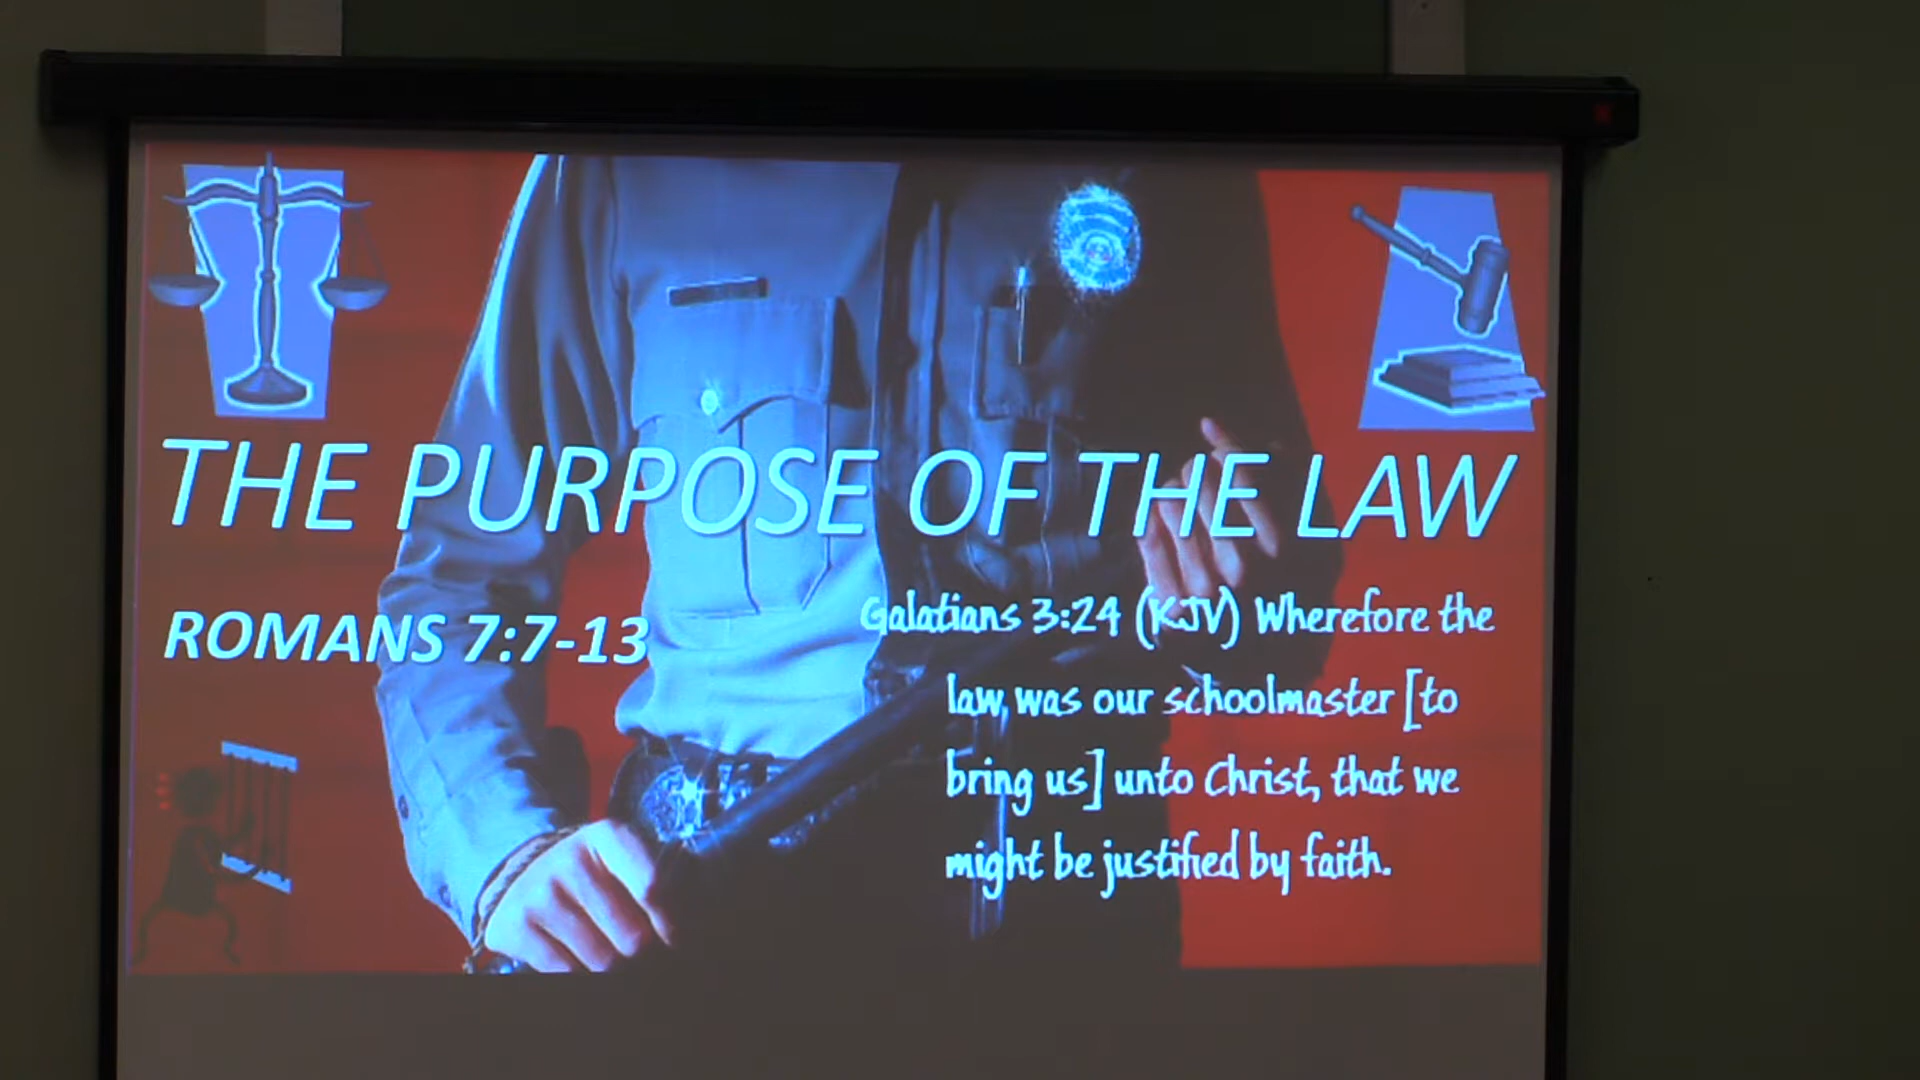 THE PURPOSE OF THE LAW
ROMANS 7:7-13
Galatians 3:24 (KJV) Wherefore the
law was our schoolmaster [to
bring us] unto Christ, that we
might be justified by faith.